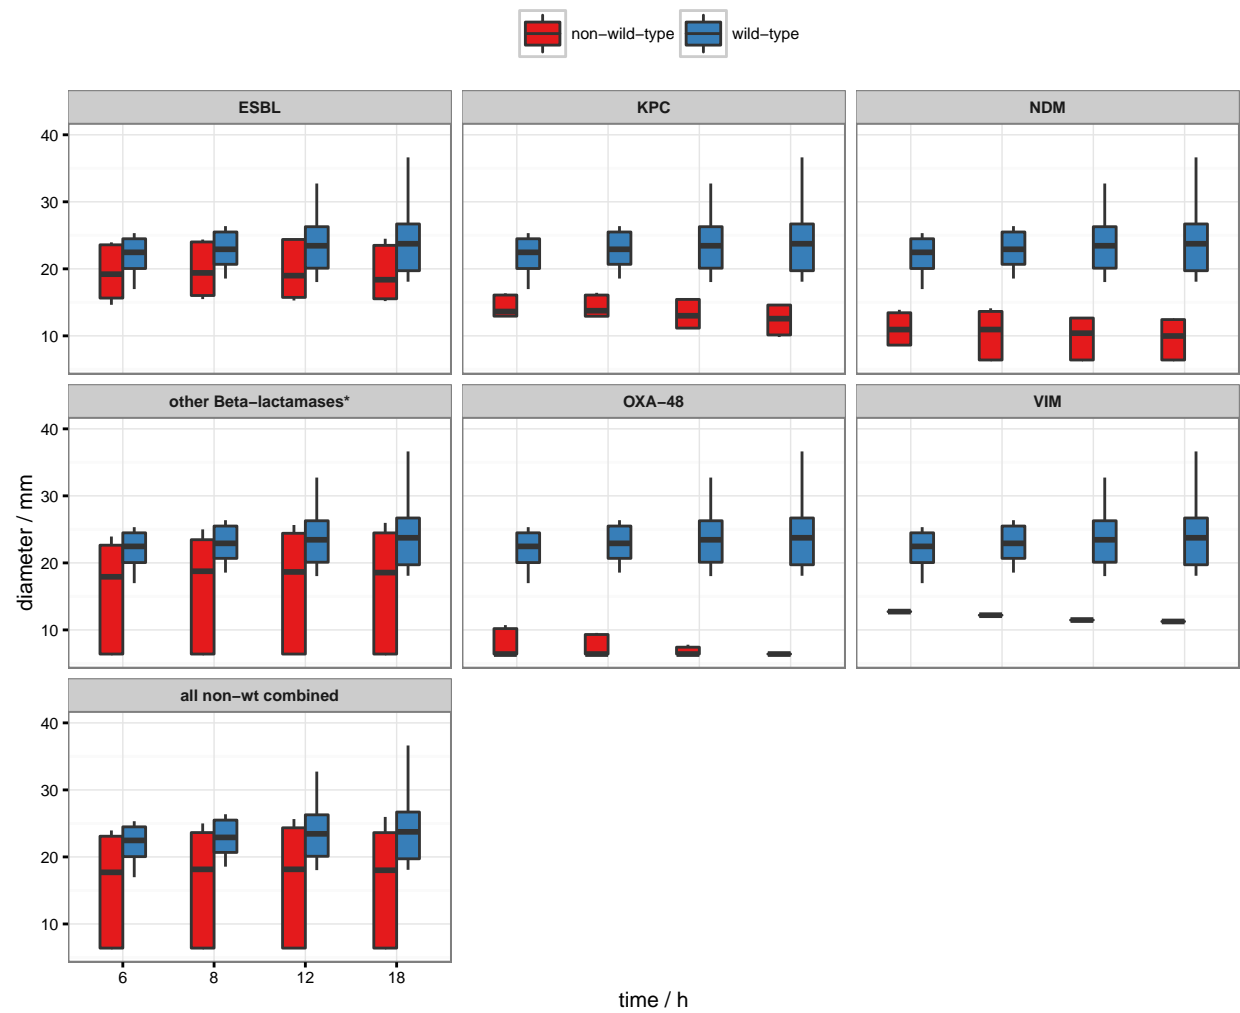 non−wild−type wild−type
ESBL KPC NDM
40
30
20
10
other Beta−lactamases* OXA−48 VIM
40
30
20
10
diameter / mm
all non−wt combined
40
30
20
10
6 8 12 18
time / h